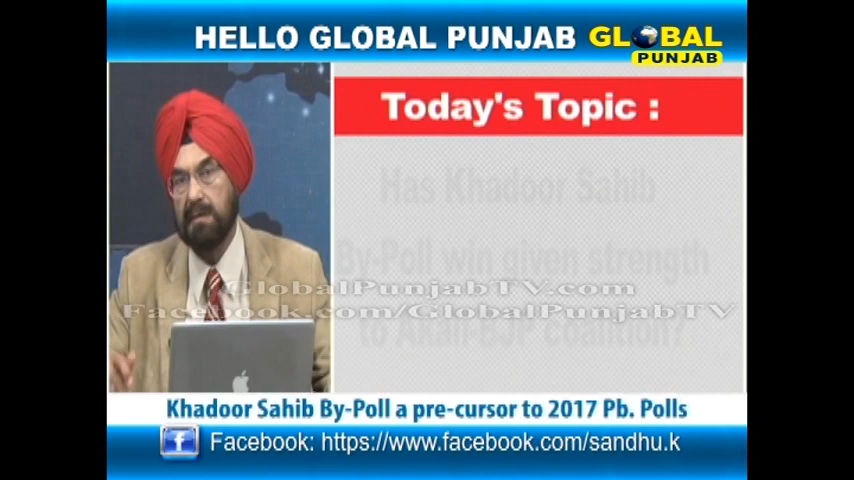 HELLO GLOBAL PUNJAB GLOBAL
PUNJAB
Today's Topic :
Has Khadoor Sahib
By-Poll win given strength
to Akali-BJP coalition?
GlobalPunjabTV.com
Facebook.com/GlobalPunjabTV
Khadoor Sahib By-Poll a pre-cursor to 2017 Pb. Polls
f Facebook: https://www.facebook.com/sandhu.k